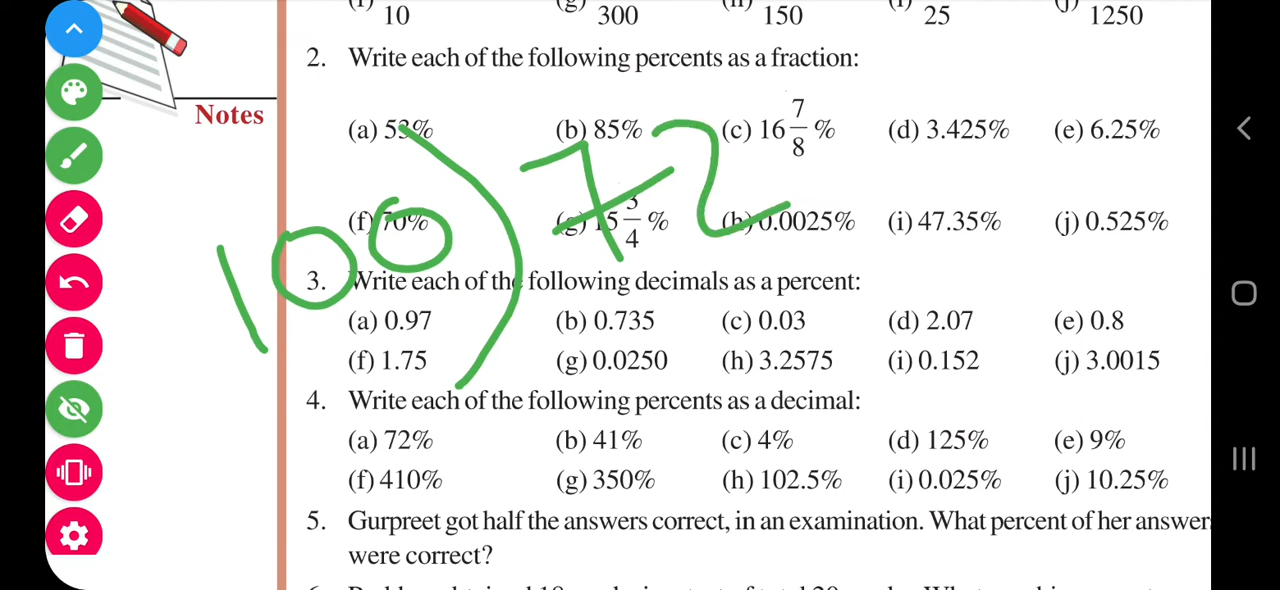 10 300 150 25 1250
2. Write each of the following percents as a fraction:
Notes
(a) 53% (b) 85% (c) 16 7/8 % (d) 3.425% (e) 6.25%
(f) 70% (g) 15 3/4 % (h) 0.0025% (i) 47.35% (j) 0.525%
100)72
3. Write each of the following decimals as a percent:
(a) 0.97 (b) 0.735 (c) 0.03 (d) 2.07 (e) 0.8
(f) 1.75 (g) 0.0250 (h) 3.2575 (i) 0.152 (j) 3.0015
4. Write each of the following percents as a decimal:
(a) 72% (b) 41% (c) 4% (d) 125% (e) 9%
(f) 410% (g) 350% (h) 102.5% (i) 0.025% (j) 10.25%
5. Gurpreet got half the answers correct, in an examination. What percent of her answer
were correct?